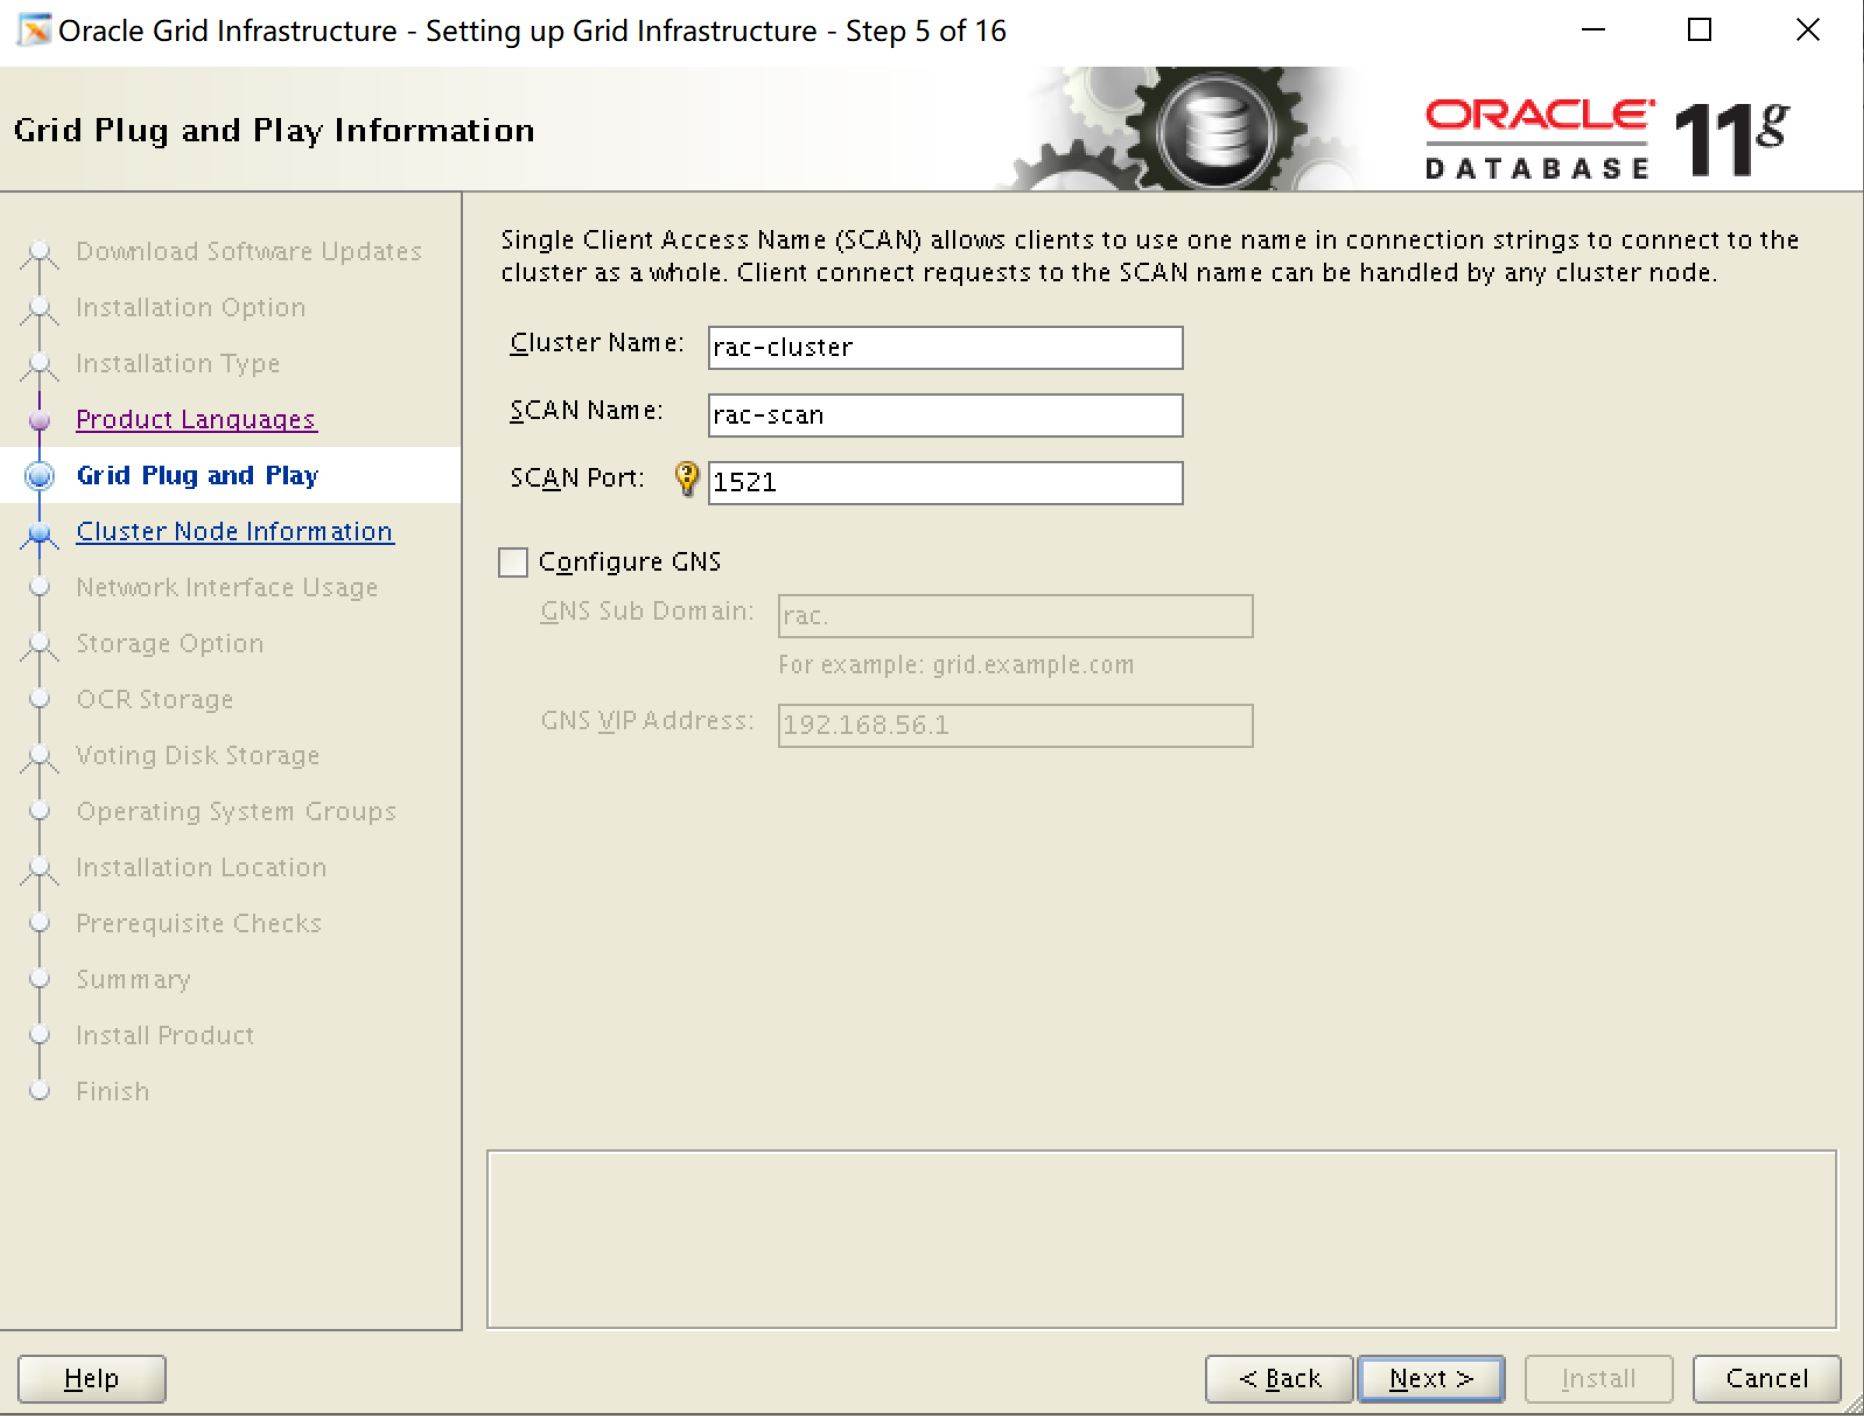 Oracle Grid Infrastructure - Setting up Grid Infrastructure - Step 5 of 16
Grid Plug and Play Information
ORACLE
DATABASE
11g
Download Software Updates
Installation Option
Installation Type
Product Languages
Grid Plug and Play
Cluster Node Information
Network Interface Usage
Storage Option
OCR Storage
Voting Disk Storage
Operating System Groups
Installation Location
Prerequisite Checks
Summary
Install Product
Finish
Single Client Access Name (SCAN) allows clients to use one name in connection strings to connect to the
cluster as a whole. Client connect requests to the SCAN name can be handled by any cluster node.
Cluster Name: rac-cluster
SCAN Name: rac-scan
SCAN Port: 1521
Configure GNS
GNS Sub Domain: rac.
For example: grid.example.com
GNS VIP Address: 192.168.56.1
Help
< Back
Next >
Install
Cancel